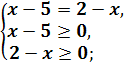 x − 5 = 2 − x,
x − 5 ≥ 0,
2 − x ≥ 0;